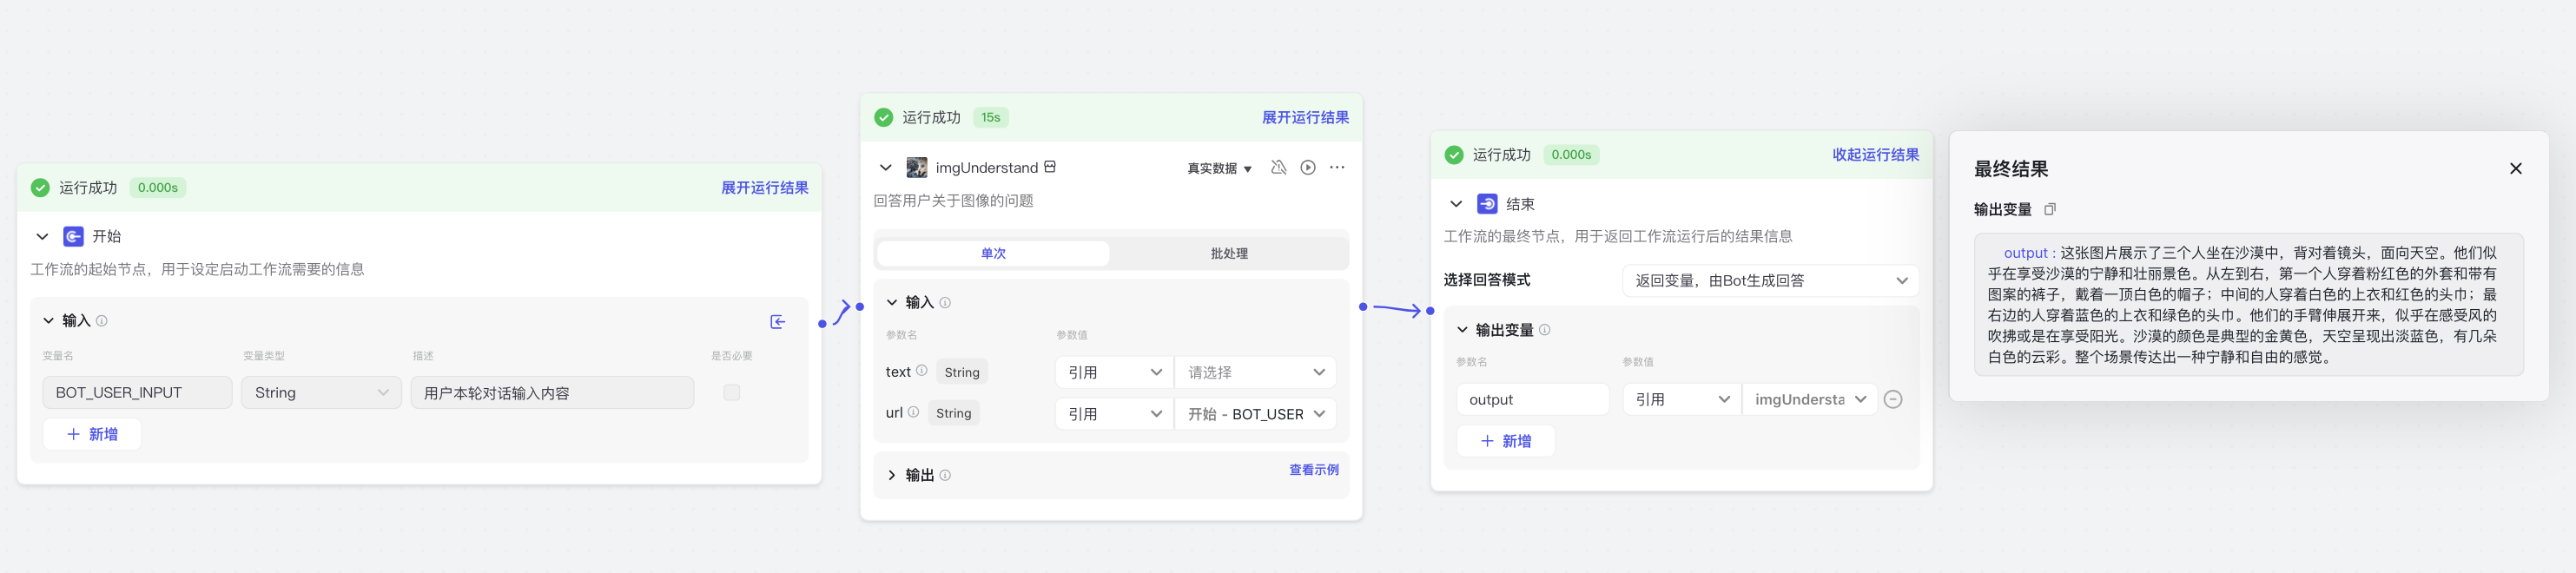 运行成功 0.000s 展开运行结果
开始
工作流的起始节点，用于设定启动工作流需要的信息
输入
变量名 变量类型 描述 是否必要
BOT_USER_INPUT String 用户本轮对话输入内容
新增
运行成功 15s 展开运行结果
imgUnderstand 真实数据
回答用户关于图像的问题
单次 批处理
输入
参数名 参数值
text String 引用 请选择
url String 引用 开始 - BOT_USER
输出 查看示例
运行成功 0.000s 收起运行结果
结束
工作流的最终节点，用于返回工作流运行后的结果信息
选择回答模式 返回变量，由Bot生成回答
输出变量
参数名 参数值
output 引用 imgUndersta
新增
最终结果
输出变量
output : 这张图片展示了三个人坐在沙漠中，背对着镜头，面向天空。他们似
乎在享受沙漠的宁静和壮丽景色。从左到右，第一个人穿着粉红色的外套和带有
图案的裤子，戴着一顶白色的帽子；中间的人穿着白色的上衣和红色的头巾；最
右边的人穿着蓝色的上衣和绿色的头巾。他们的手臂伸展开来，似乎在感受风的
吹拂或是在享受阳光。沙漠的颜色是典型的金黄色，天空呈现出淡蓝色，有几朵
白色的云彩。整个场景传达出一种宁静和自由的感觉。